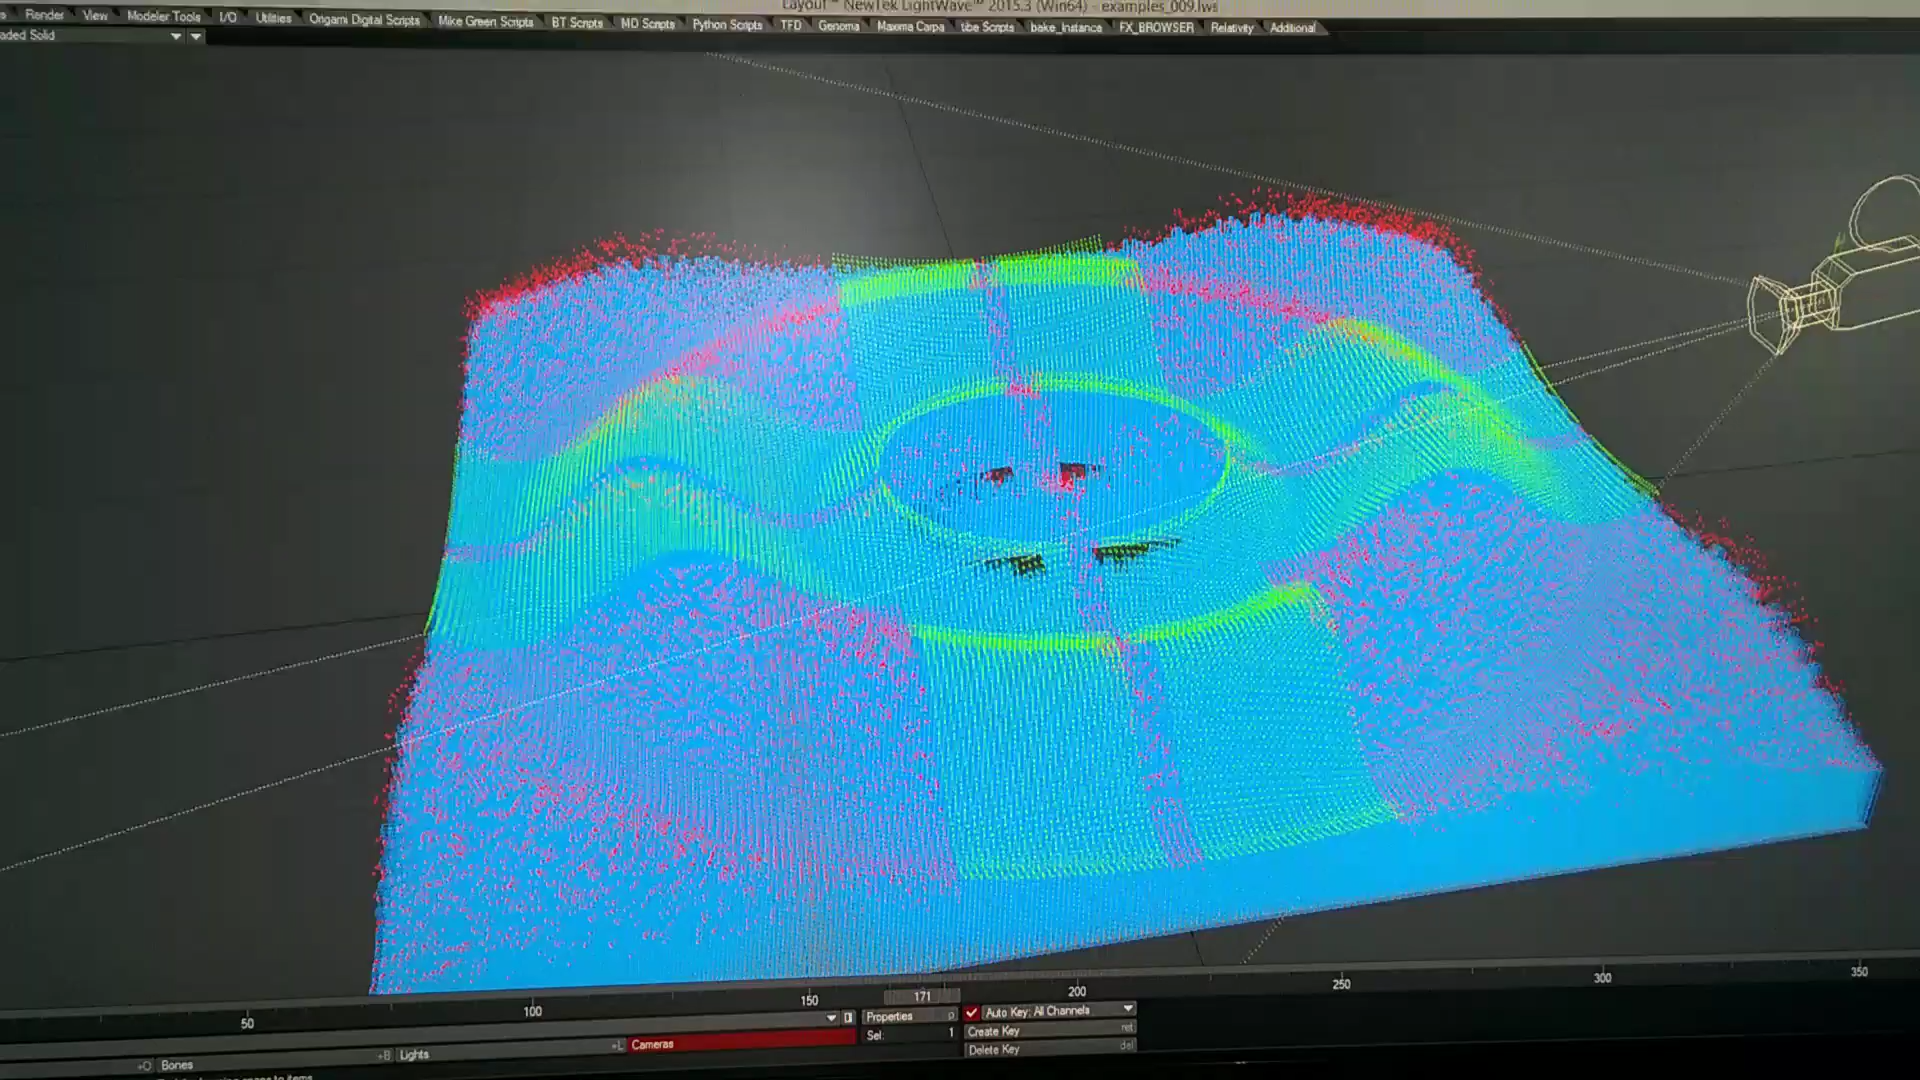 Layout™ NewTek LightWave™ 2015.3 (Win64) - examples_009.lws
Render View Modeler Tools I/O Utilities Origami Digital Scripts Mike Green Scripts BT Scripts MD Scripts Python Scripts TFD Genoma Maxima Carpa tibe Scripts bake_Instance FX_BROWSER Relativity Additional
aded Solid
50 100 150 171 200 250 300 350
Properties p Auto Key: All Channels
Sel: 1 Create Key ret
Delete Key del
+O Bones +B Lights +L Cameras